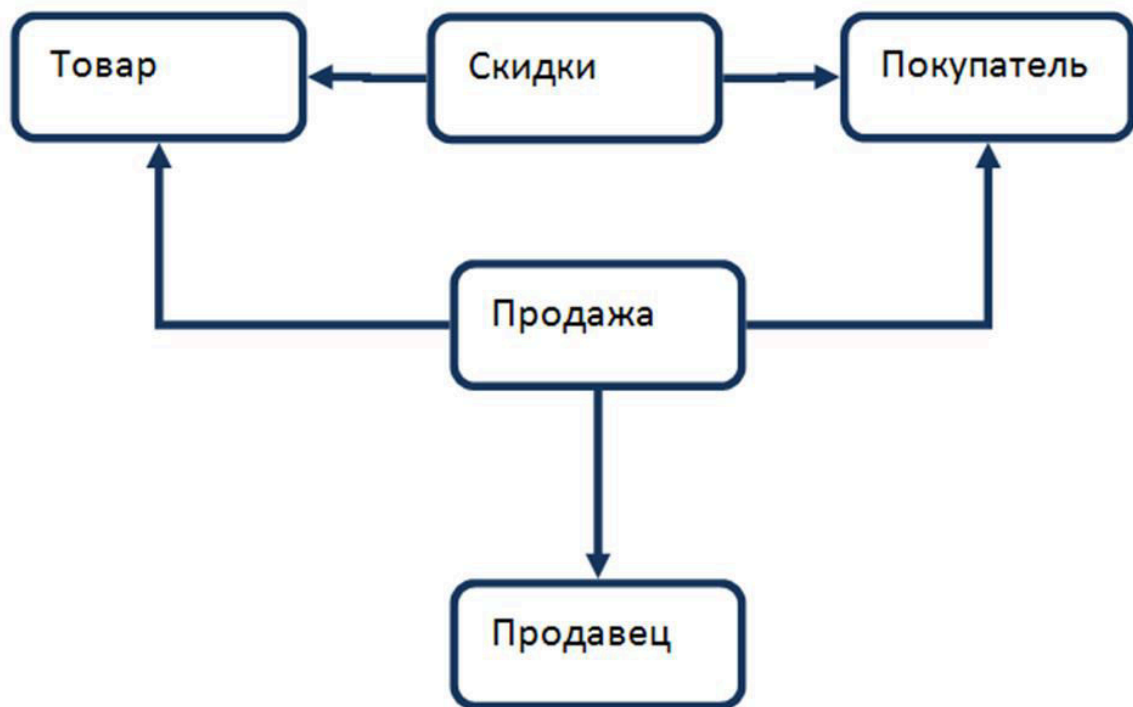 Товар
Скидки
Покупатель
Продажа
Продавец